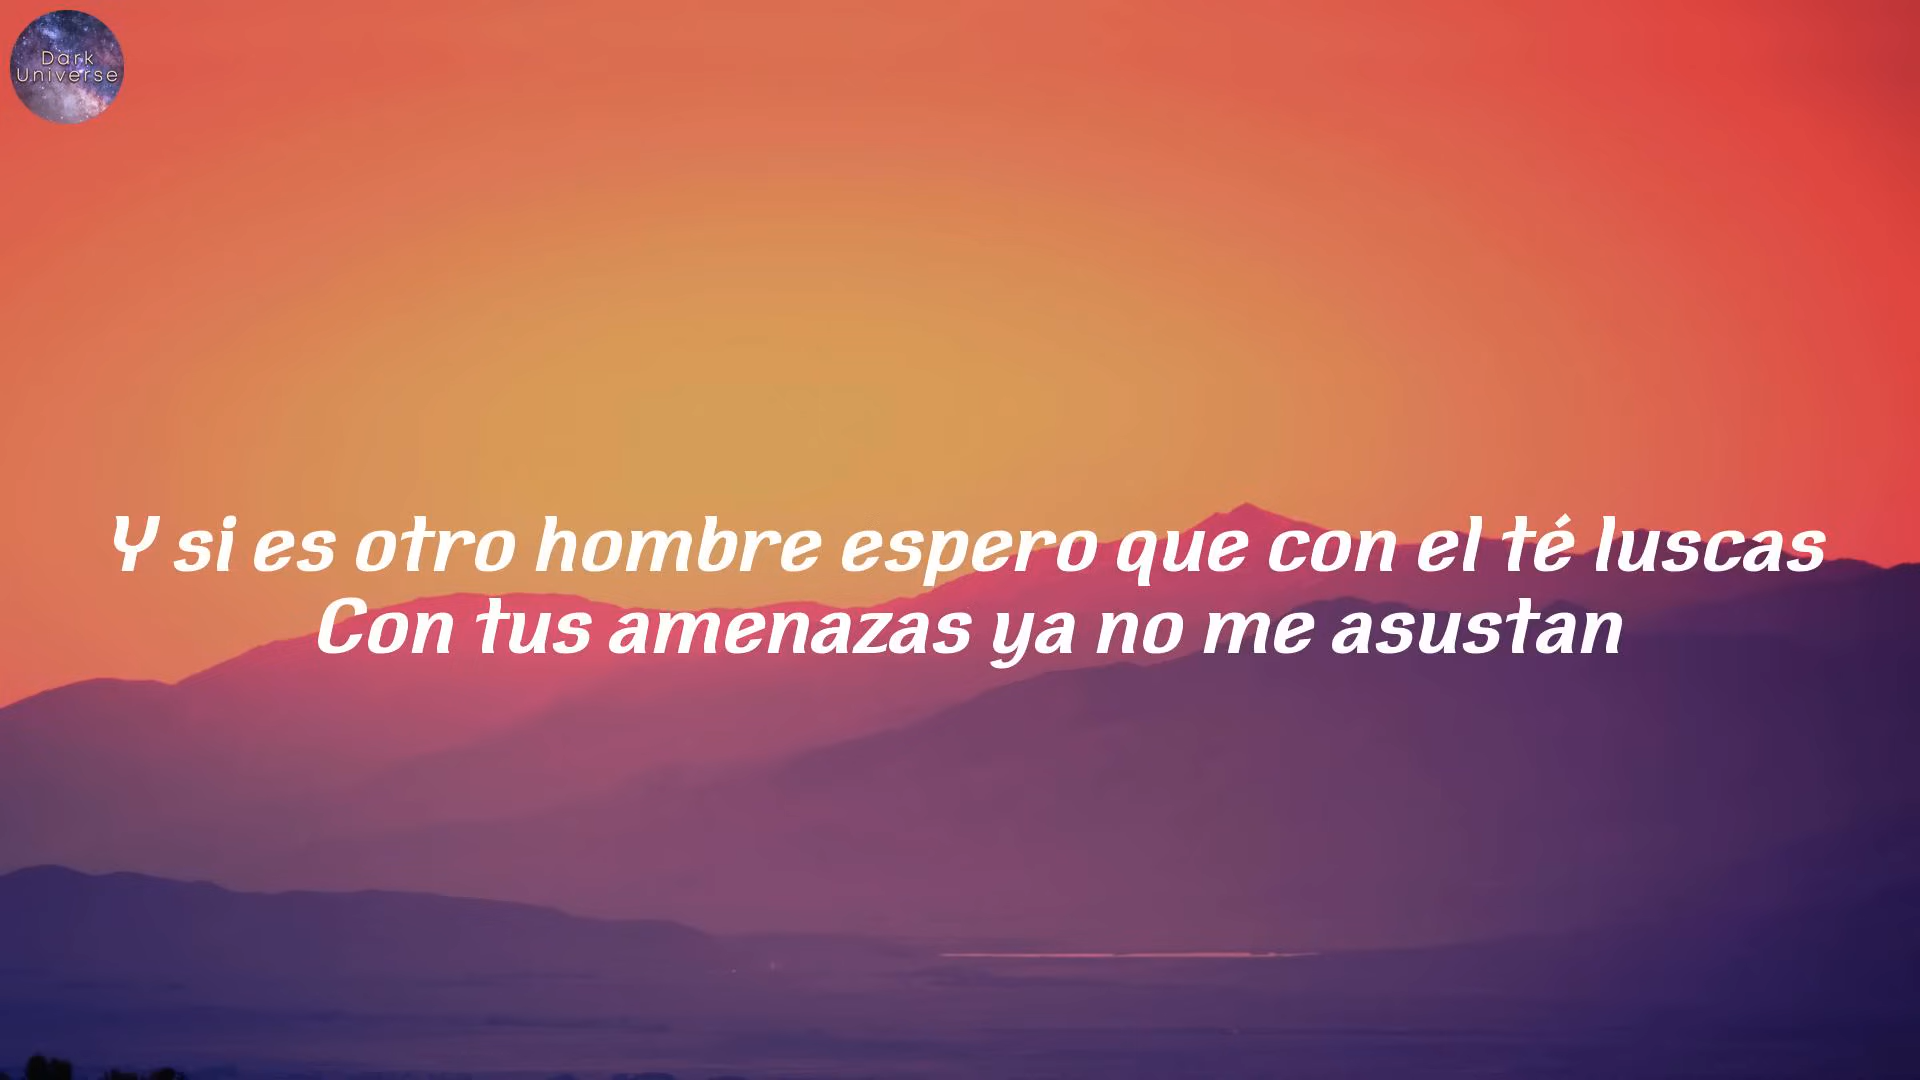 Dark
Universe
Y si es otro hombre espero que con el té luscas
Con tus amenazas ya no me asustan